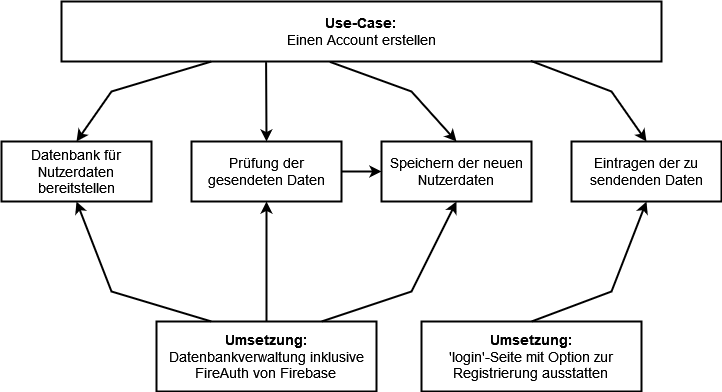 Use-Case:
Einen Account erstellen
Datenbank für
Nutzerdaten
bereitstellen
Prüfung der
gesendeten Daten
Speichern der neuen
Nutzerdaten
Eintragen der zu
sendenden Daten
Umsetzung:
Datenbankverwaltung inklusive
FireAuth von Firebase
Umsetzung:
'login'-Seite mit Option zur
Registrierung ausstatten